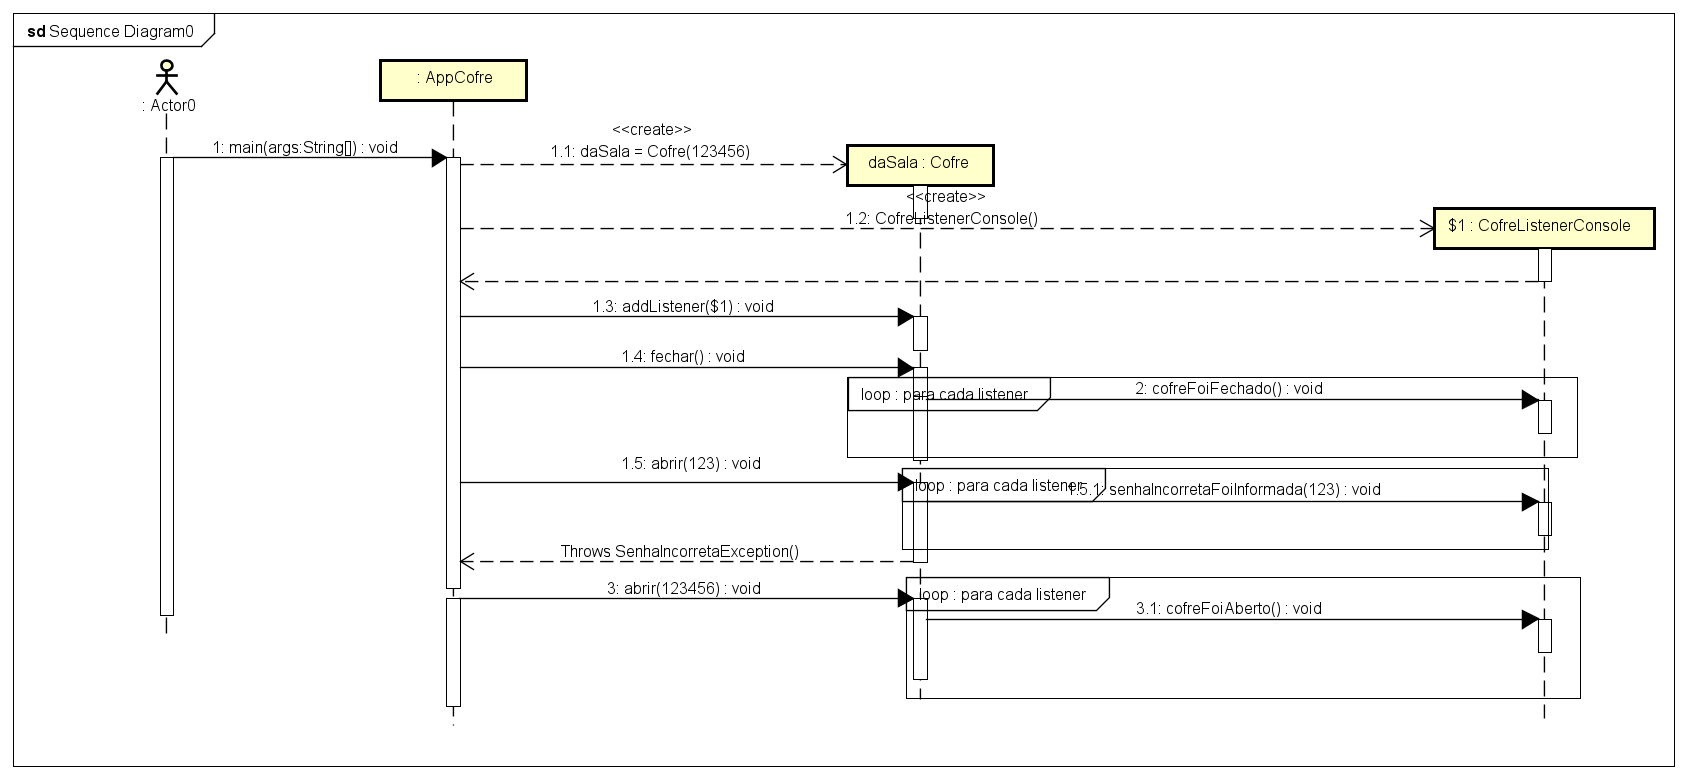 sd Sequence Diagram0
: Actor0
: AppCofre
1: main(args:String[]) : void
<<create>>
1.1: daSala = Cofre(123456)
daSala : Cofre
<<create>>
1.2: CofreListenerConsole()
$1 : CofreListenerConsole
1.3: addListener($1) : void
1.4: fechar() : void
loop : para cada listener
2: cofreFoiFechado() : void
1.5: abrir(123) : void
loop : para cada listener
1.5.1: senhaIncorretaFoiInformada(123) : void
Throws SenhaIncorretaException()
3: abrir(123456) : void
loop : para cada listener
3.1: cofreFoiAberto() : void